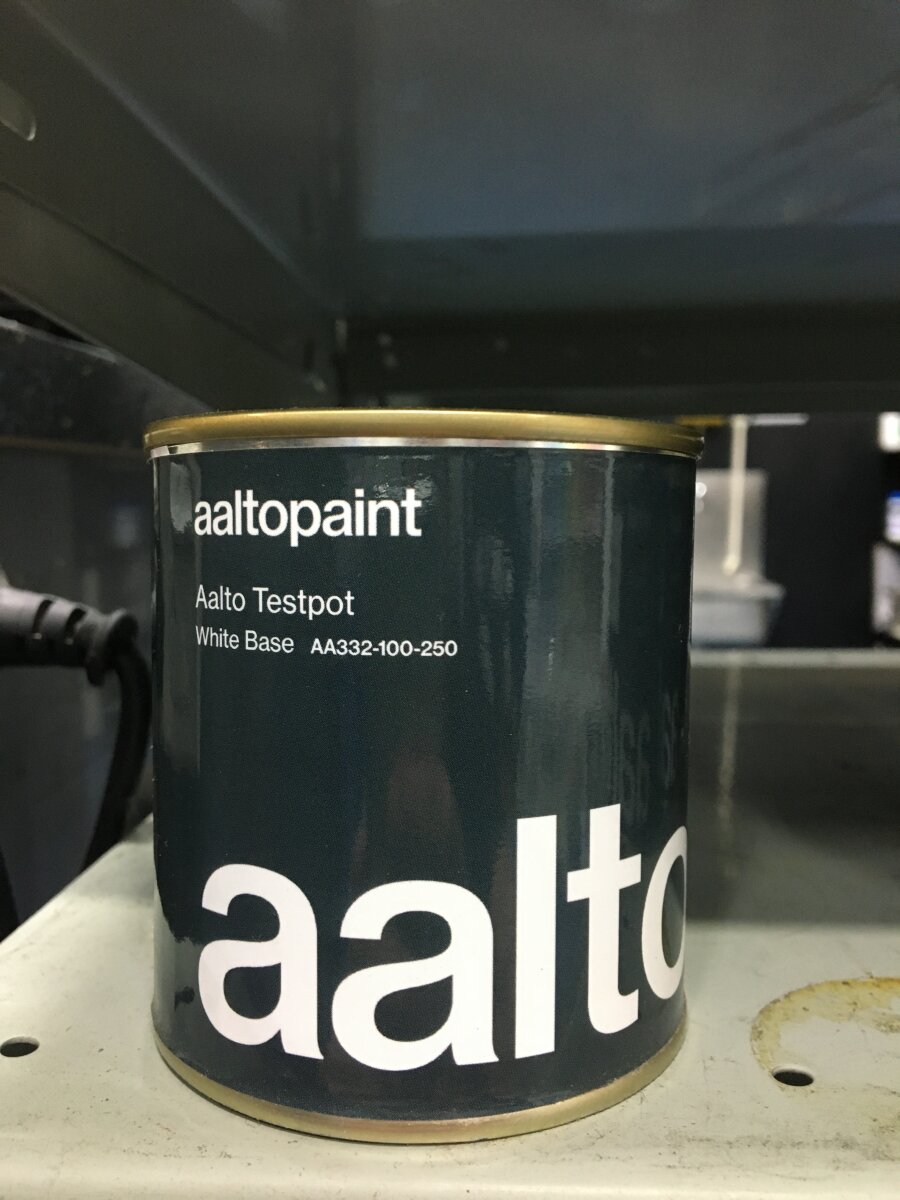 aaltopaint
Aalto Testpot
White Base AA332-100-250
aalto